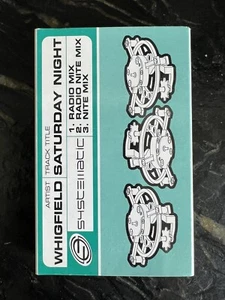 ARTIST | TRACK TITLE
WHIGFIELD SATURDAY NIGHT
1. RADIO MIX
2. RADIO NITE MIX
3. NITE MIX
SYSTEMATIC